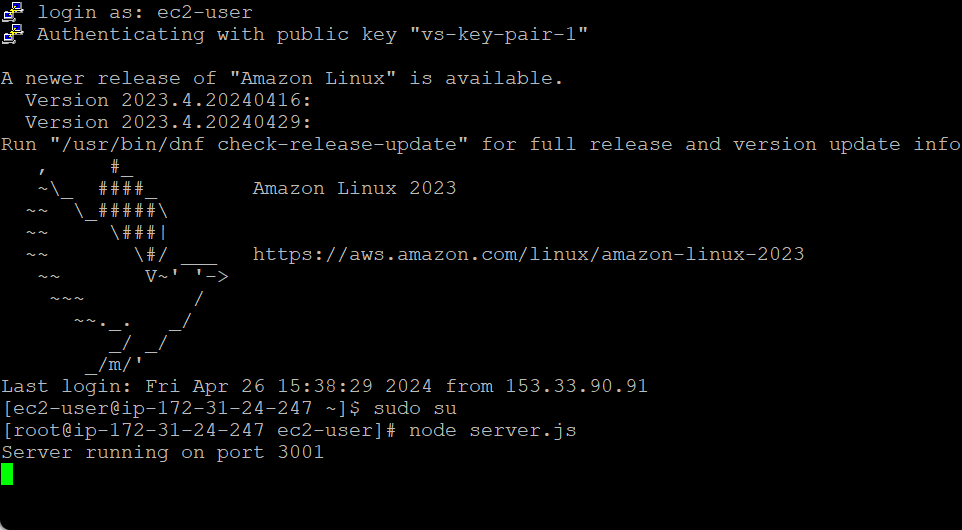 login as: ec2-user
Authenticating with public key "vs-key-pair-1"
A newer release of "Amazon Linux" is available.
  Version 2023.4.20240416:
  Version 2023.4.20240429:
Run "/usr/bin/dnf check-release-update" for full release and version update info
   ,     #_
   ~\_  ####_        Amazon Linux 2023
  ~~  \_#####\
  ~~     \###|
  ~~       \#/ ___   https://aws.amazon.com/linux/amazon-linux-2023
   ~~       V~' '->
    ~~~         /
      ~~._.   _/
         _/ _/
       _/m/'
Last login: Fri Apr 26 15:38:29 2024 from 153.33.90.91
[ec2-user@ip-172-31-24-247 ~]$ sudo su
[root@ip-172-31-24-247 ec2-user]# node server.js
Server running on port 3001